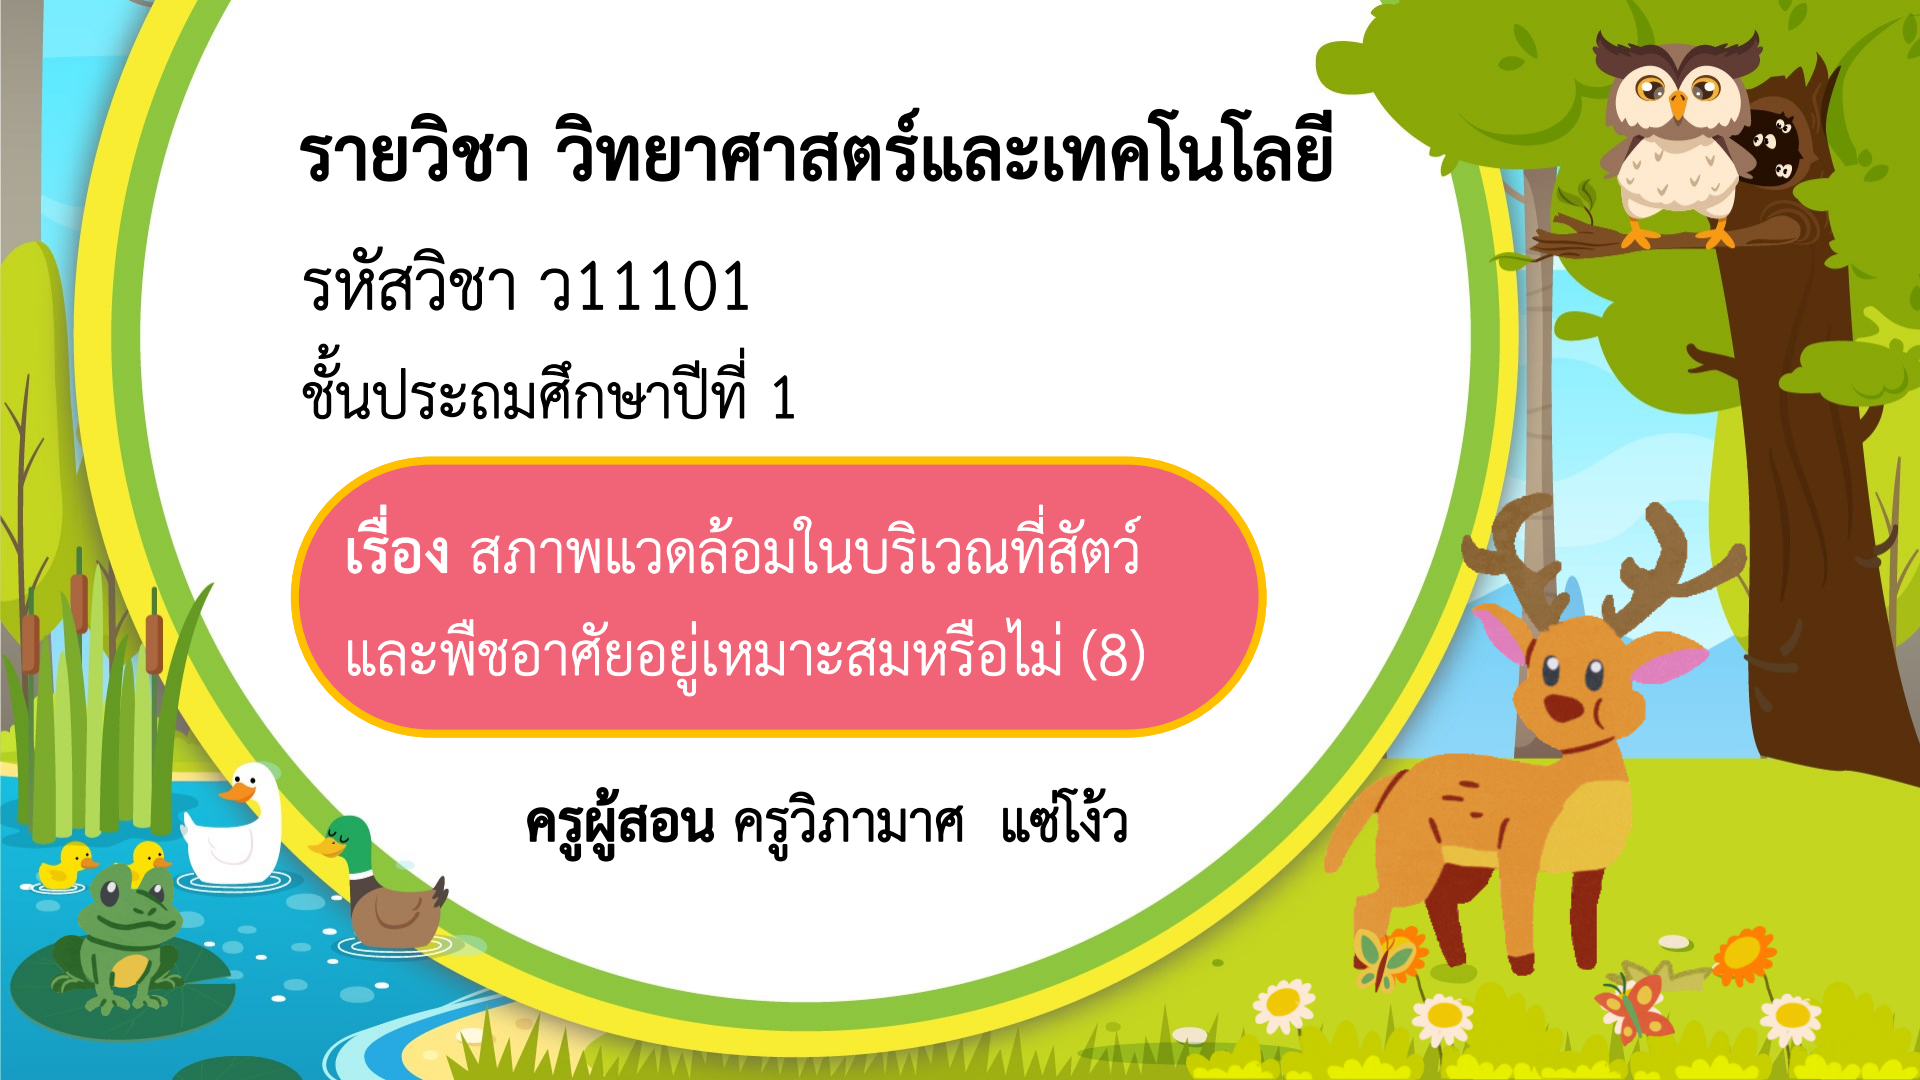 รายวิชา วิทยาศาสตร์และเทคโนโลยี
รหัสวิชา ว11101
ชั้นประถมศึกษาปีที่ 1
เรื่อง สภาพแวดล้อมในบริเวณที่สัตว์
และพืชอาศัยอยู่เหมาะสมหรือไม่ (8)
ครูผู้สอน ครูวิภามาศ แซ่โง้ว